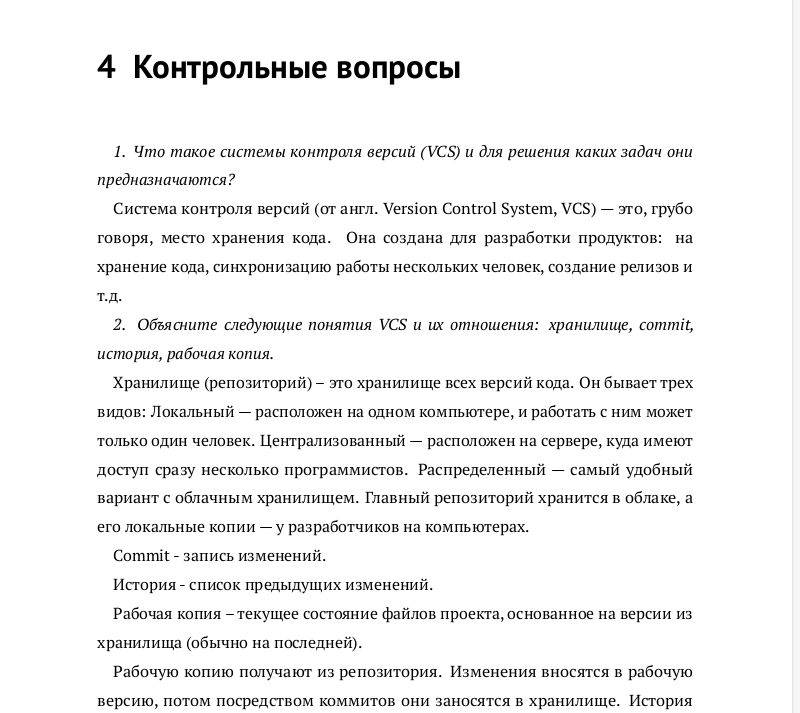 4 Контрольные вопросы
1. Что такое системы контроля версий (VCS) и для решения каких задач они
предназначаются?
Система контроля версий (от англ. Version Control System, VCS) — это, грубо
говоря, место хранения кода. Она создана для разработки продуктов: на
хранение кода, синхронизацию работы нескольких человек, создание релизов и
т.д.
2. Объясните следующие понятия VCS и их отношения: хранилище, commit,
история, рабочая копия.
Хранилище (репозиторий) – это хранилище всех версий кода. Он бывает трех
видов: Локальный — расположен на одном компьютере, и работать с ним может
только один человек. Централизованный — расположен на сервере, куда имеют
доступ сразу несколько программистов. Распределенный — самый удобный
вариант с облачным хранилищем. Главный репозиторий хранится в облаке, а
его локальные копии — у разработчиков на компьютерах.
Commit - запись изменений.
История - список предыдущих изменений.
Рабочая копия – текущее состояние файлов проекта, основанное на версии из
хранилища (обычно на последней).
Рабочую копию получают из репозитория. Изменения вносятся в рабочую
версию, потом посредством коммитов они заносятся в хранилище. История